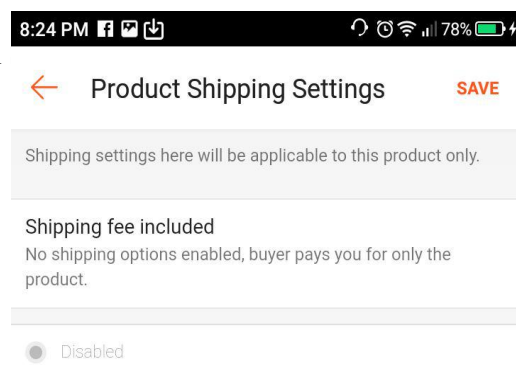 8:24 PM 78%
Product Shipping Settings SAVE
Shipping settings here will be applicable to this product only.
Shipping fee included
No shipping options enabled, buyer pays you for only the
product.
Disabled